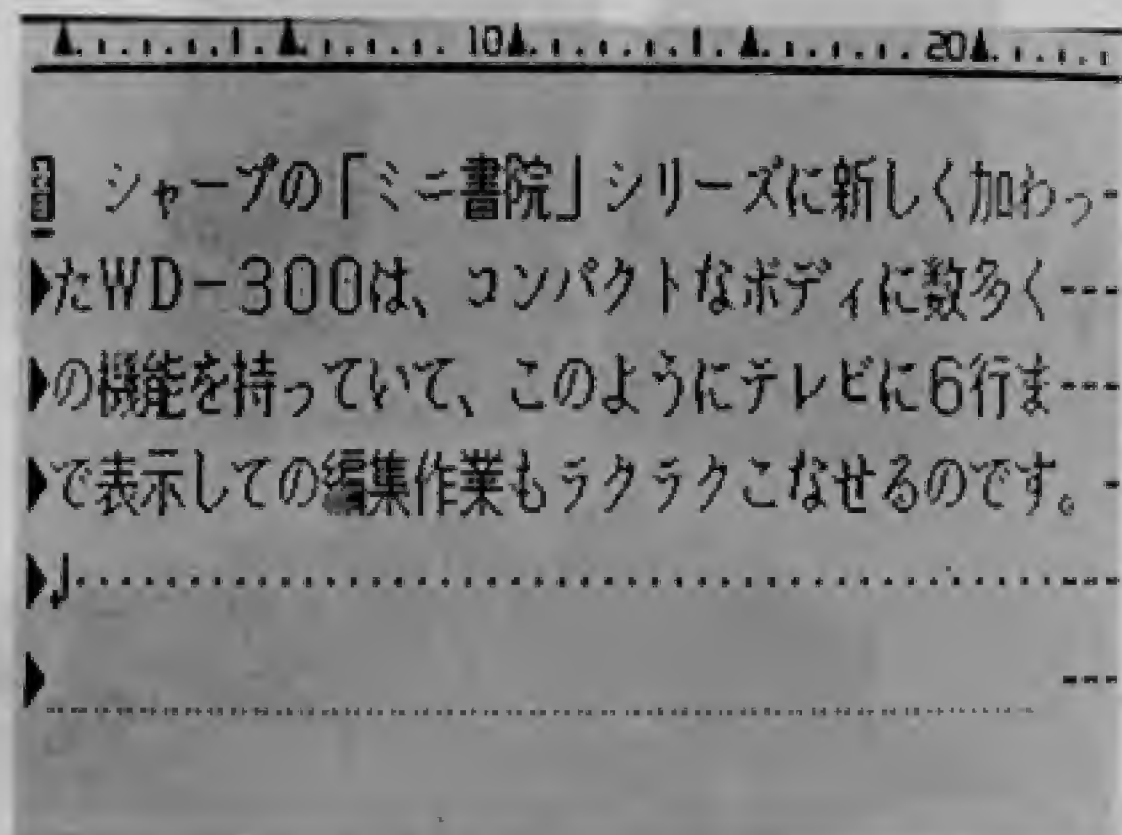 10 20
シャープの「ミニ書院」シリーズに新しく加わっ
たWD－300は、コンパクトなボディに数多く
の機能を持っていて、このようにテレビに6行ま
で表示しての編集作業もラクラクこなせるのです。